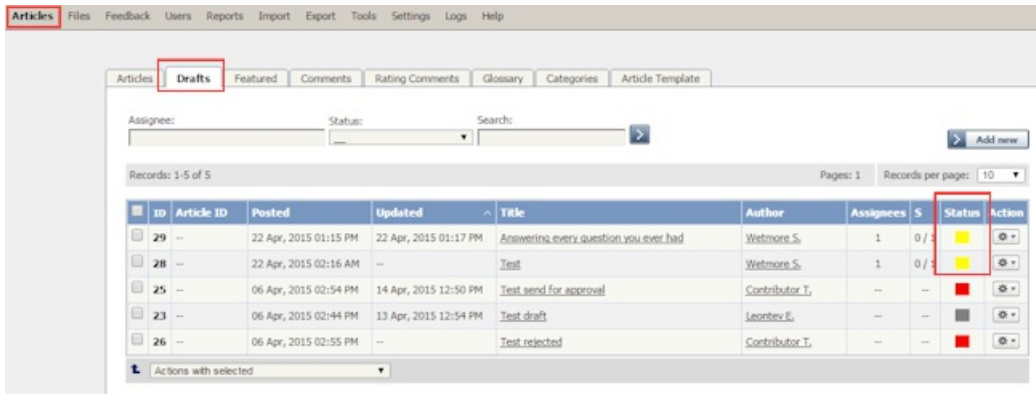 Articles Files Feedback Users Reports Import Export Tools Settings Logs Help
Articles Drafts Featured Comments Rating Comments Glossary Categories Article Template
Assignee: Status: Search:
__
Add new
Records: 1-5 of 5 Pages: 1 Records per page: 10
ID Article ID Posted Updated Title Author Assignees S Status Action
29 -- 22 Apr, 2015 01:15 PM 22 Apr, 2015 01:17 PM Answering every question you ever had Wetmore S. 1 0 /
28 -- 22 Apr, 2015 02:16 AM -- Test Wetmore S. 1 0 /
25 -- 06 Apr, 2015 02:54 PM 14 Apr, 2015 12:50 PM Test send for approval Contributor T. -- --
23 -- 06 Apr, 2015 02:44 PM 13 Apr, 2015 12:54 PM Test draft Leontev E. -- --
26 -- 06 Apr, 2015 02:55 PM -- Test rejected Contributor T. -- --
Actions with selected